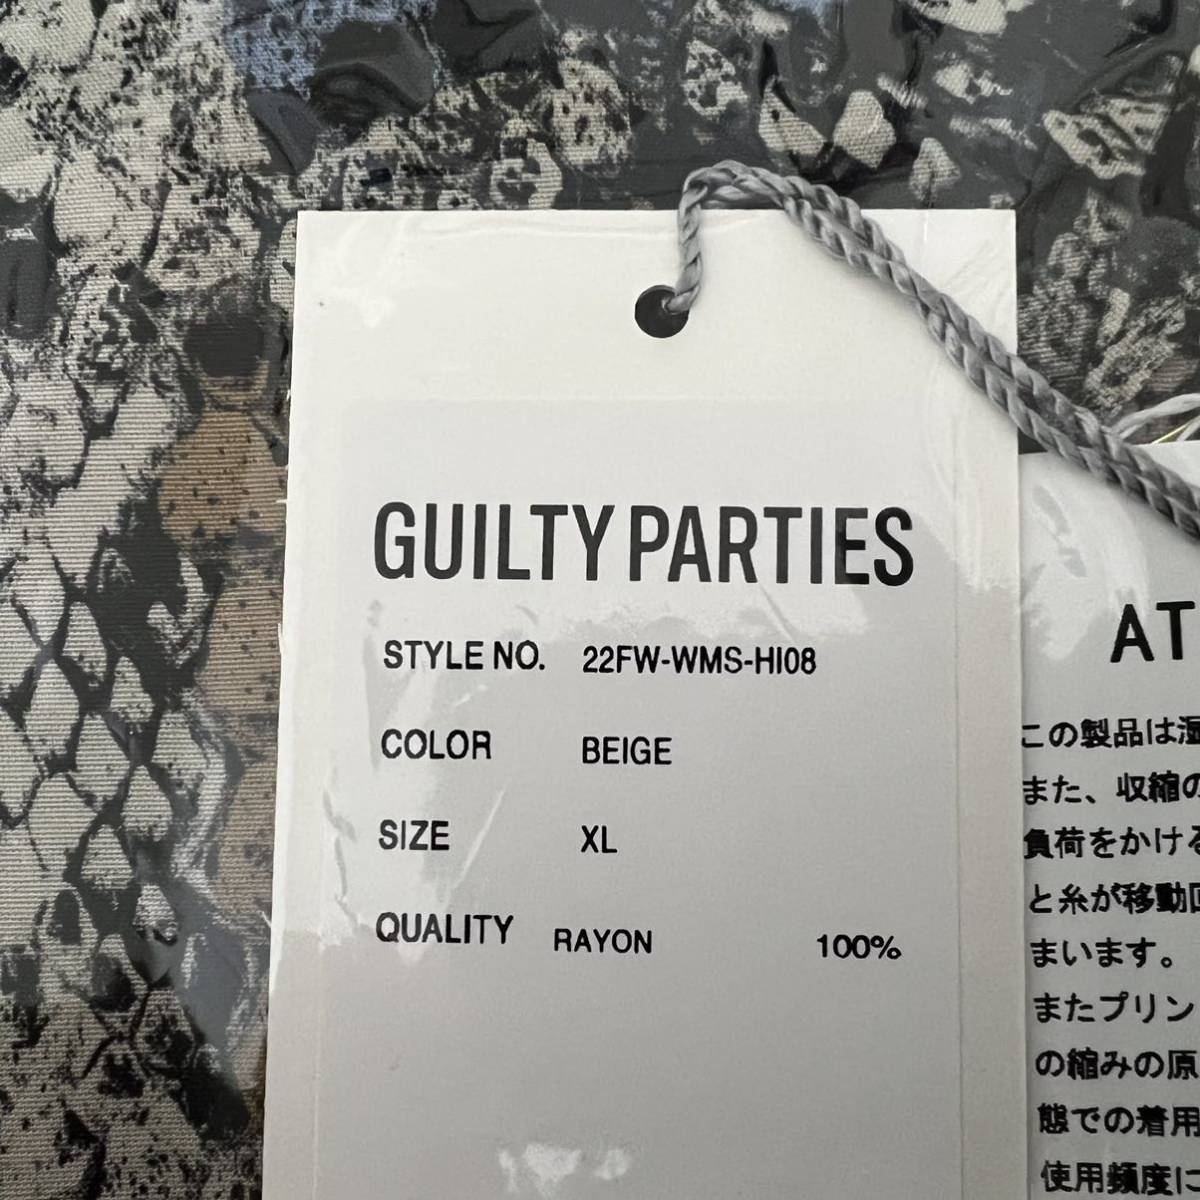 GUILTY PARTIES
STYLE NO. 22FW-WMS-HI08
COLOR BEIGE
SIZE XL
QUALITY RAYON 100%
AT
この製品は湿
また、収縮の
負荷をかける
と糸が移動回
まいます。
またプリン
の縮みの原
態での着用
使用頻度に